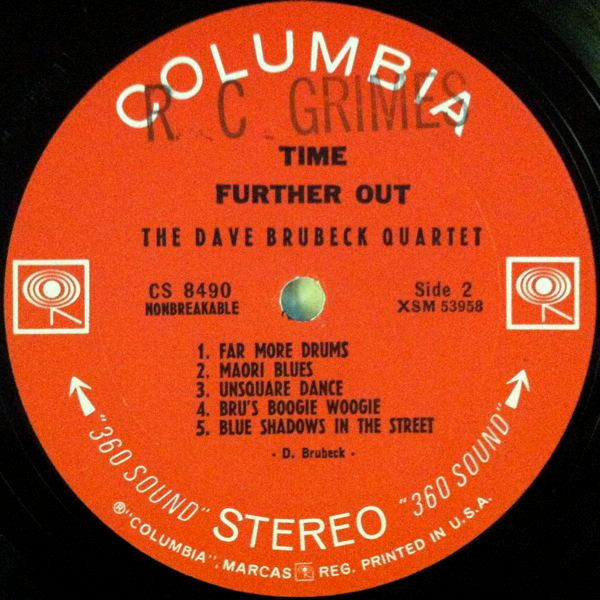 COLUMBIA
R C GRIMES
TIME
FURTHER OUT
THE DAVE BRUBECK QUARTET
CS 8490
NONBREAKABLE
Side 2
XSM 53958
1. FAR MORE DRUMS
2. MAORI BLUES
3. UNSQUARE DANCE
4. BRU'S BOOGIE WOOGIE
5. BLUE SHADOWS IN THE STREET
- D. Brubeck -
"360 SOUND" STEREO "360 SOUND"
®"COLUMBIA", MARCAS REG. PRINTED IN U.S.A.